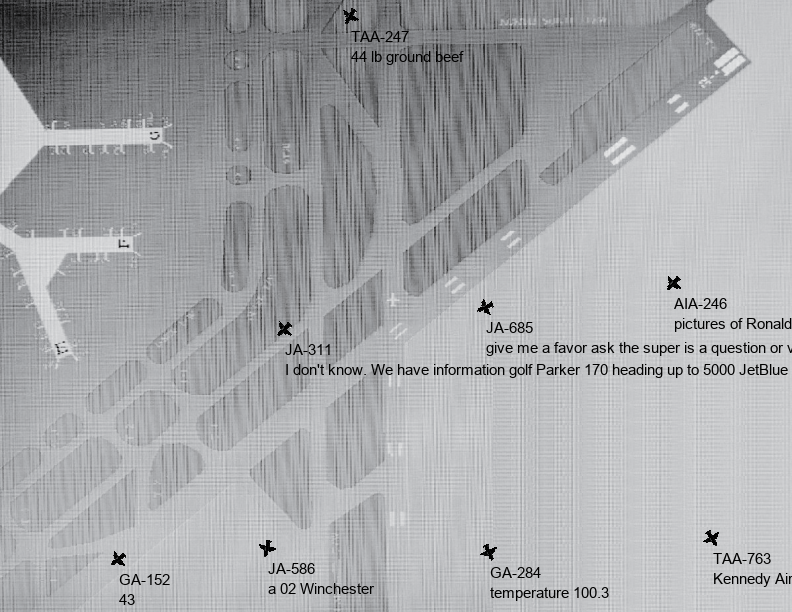 TAA-247
44 lb ground beef
AIA-246
pictures of Ronald
JA-685
give me a favor ask the super is a question or
JA-311
I don't know. We have information golf Parker 170 heading up to 5000 JetBlue
TAA-763
Kennedy
JA-586
a 02 Winchester
GA-284
temperature 100.3
GA-152
43